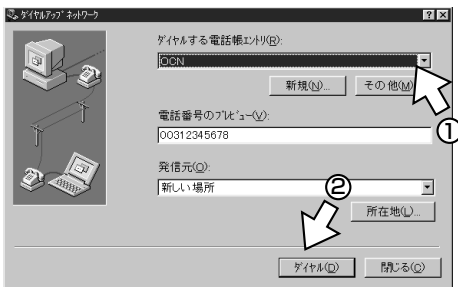 ダイヤルアップ ネットワーク
ダイヤルする電話帳エントリ(R):
OCN
①
新規(N)...
その他(M)
電話番号のプレビュー(V):
00312345678
発信元(O):
新しい場所
②
所在地(L)...
ダイヤル(D)
閉じる(C)